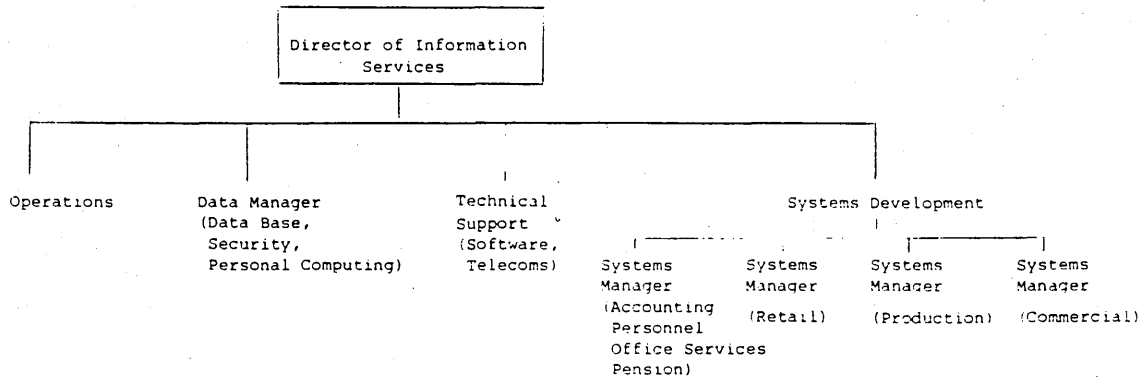 Director of Information
Services
Operations
Data Manager
(Data Base,
Security,
Personal Computing)
Technical
Support
(Software,
Telecoms)
Systems Development
Systems
Manager
(Accounting
Personnel
Office Services
Pension)
Systems
Manager
(Retail)
Systems
Manager
(Production)
Systems
Manager
(Commercial)